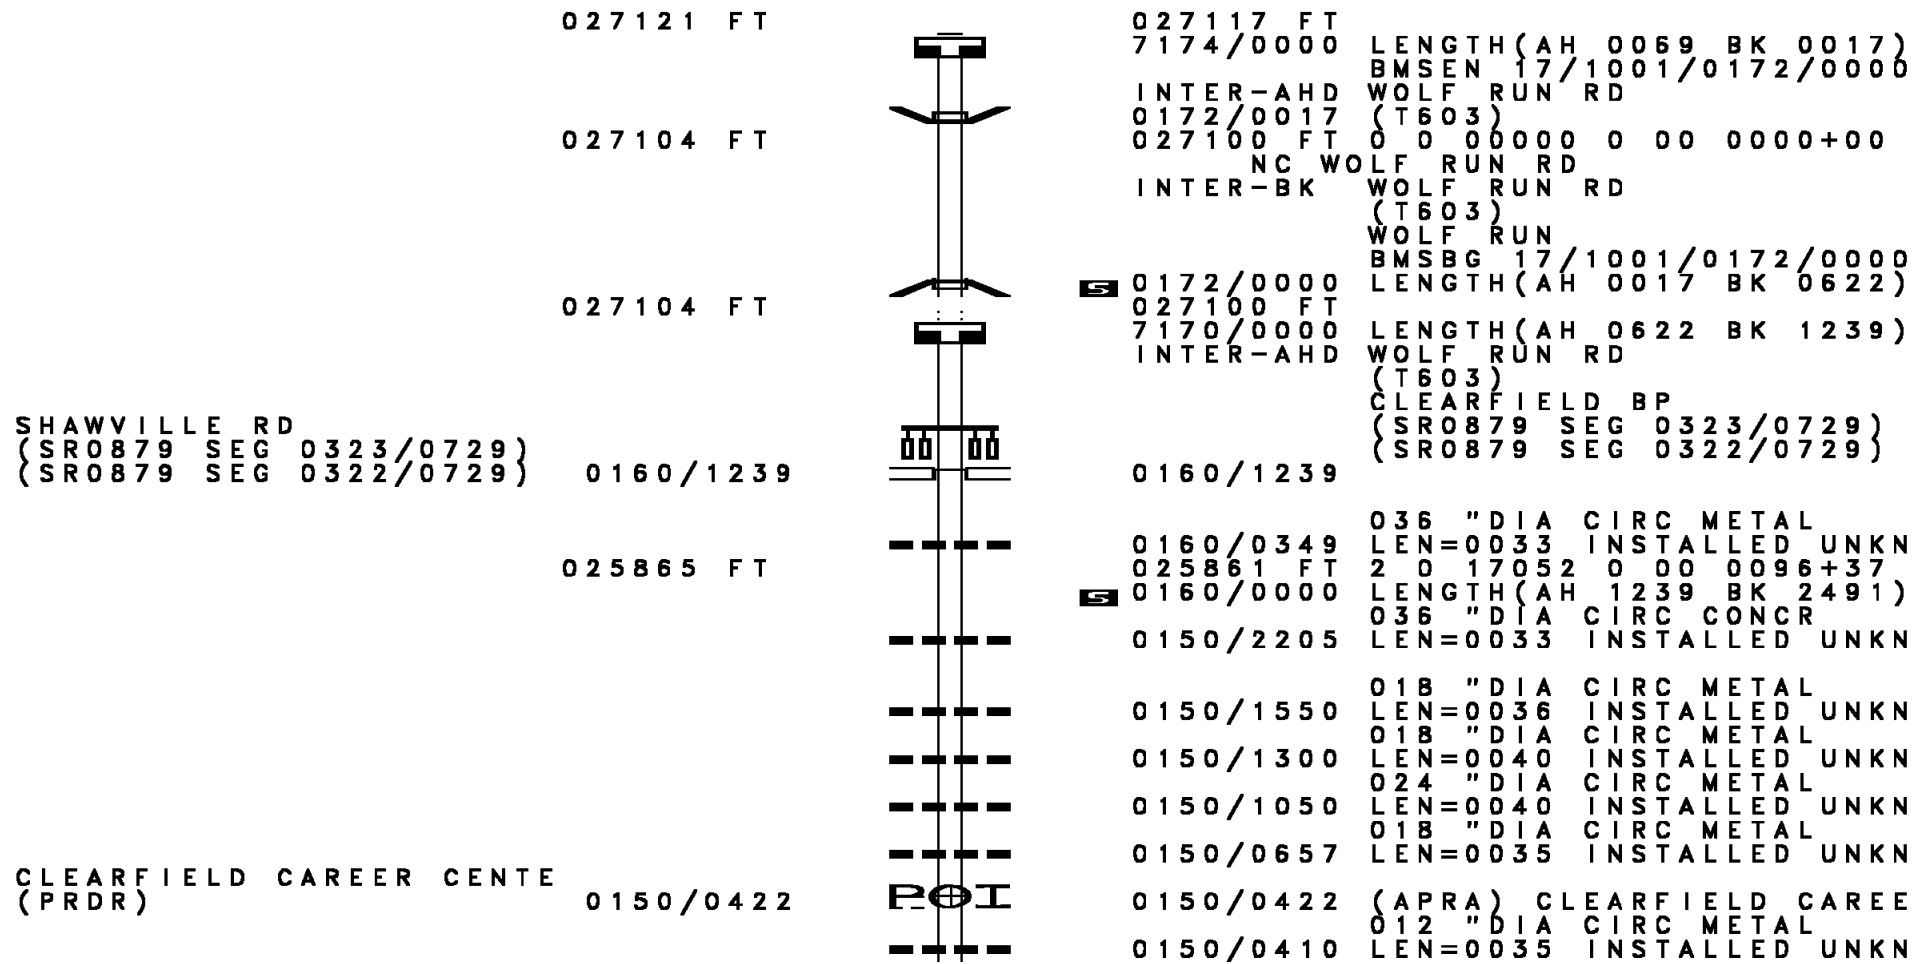 027121 FT 027117 FT
7174/0000 LENGTH(AH 0069 BK 0017)
BMSEN 17/1001/0172/0000
INTER-AHD WOLF RUN RD
0172/0017 (T603)
027104 FT 027100 FT 0 0 00000 0 00 0000+00
NC WOLF RUN RD
INTER-BK WOLF RUN RD
(T603)
WOLF RUN
BMSBG 17/1001/0172/0000
S 0172/0000 LENGTH(AH 0017 BK 0622)
027104 FT 027100 FT
7170/0000 LENGTH(AH 0622 BK 1239)
INTER-AHD WOLF RUN RD
(T603)
CLEARFIELD BP
SHAWVILLE RD (SR0879 SEG 0323/0729)
(SR0879 SEG 0323/0729) (SR0879 SEG 0322/0729)
(SR0879 SEG 0322/0729) 0160/1239 0160/1239
036 "DIA CIRC METAL
0160/0349 LEN=0033 INSTALLED UNKN
025865 FT 025861 FT 2 0 17052 0 00 0096+37
S 0160/0000 LENGTH(AH 1239 BK 2491)
036 "DIA CIRC CONCR
0150/2205 LEN=0033 INSTALLED UNKN
018 "DIA CIRC METAL
0150/1550 LEN=0036 INSTALLED UNKN
018 "DIA CIRC METAL
0150/1300 LEN=0040 INSTALLED UNKN
024 "DIA CIRC METAL
0150/1050 LEN=0040 INSTALLED UNKN
018 "DIA CIRC METAL
0150/0657 LEN=0035 INSTALLED UNKN
CLEARFIELD CAREER CENTE
(PRDR) 0150/0422 POI 0150/0422 (APRA) CLEARFIELD CAREE
012 "DIA CIRC METAL
0150/0410 LEN=0035 INSTALLED UNKN